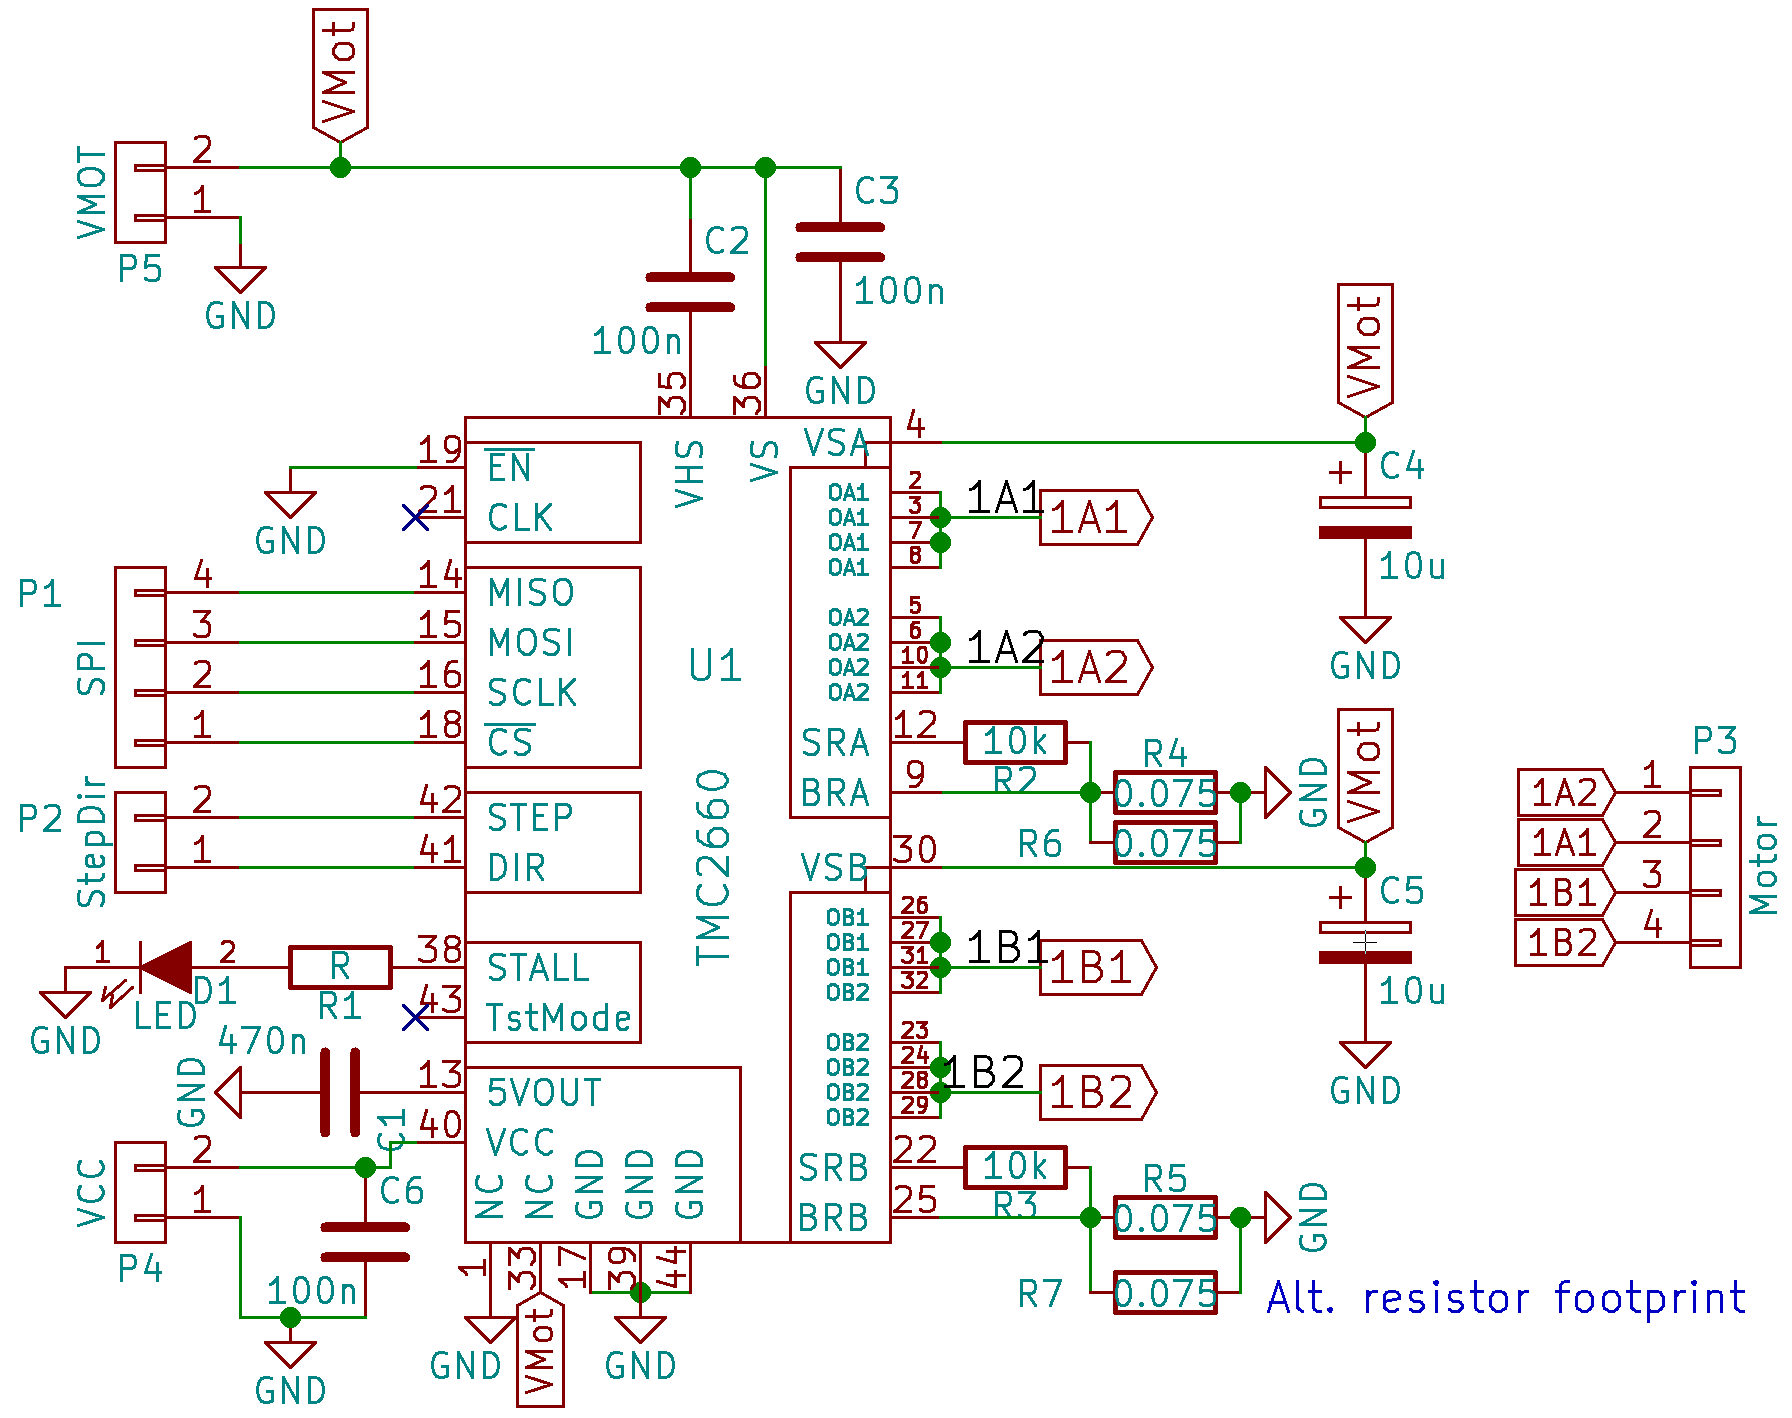 VMot
VMOT
2
1
P5
GND
C2
100n
C3
100n
GND
35
36
VHS
VS
VMot
VSA
4
+
C4
10u
GND
19
EN
GND
21
CLK
P1
SPI
4
14
MISO
3
15
MOSI
2
16
SCLK
1
18
CS
P2
StepDir
2
42
STEP
1
41
DIR
U1
TMC2660
OA1
2
OA1
3
OA1
7
OA1
8
1A1
1A1
OA2
5
OA2
6
OA2
10
OA2
11
1A2
1A2
SRA
12
10k
R2
BRA
9
R4
0.075
GND
R6
0.075
VMot
VSB
30
+
C5
10u
GND
P3
Motor
1A2
1
1A1
2
1B1
3
1B2
4
1
2
D1
LED
GND
R
R1
38
STALL
43
TstMode
OB1
26
OB1
27
OB1
31
OB2
32
1B1
1B1
OB2
23
OB2
24
OB2
28
OB2
29
1B2
1B2
470n
GND
C1
13
5VOUT
40
VCC
VCC
2
1
P4
C6
100n
GND
NC
NC
GND
GND
GND
1
33
17
39
44
GND
VMot
GND
SRB
22
10k
R3
BRB
25
R5
0.075
GND
R7
0.075
Alt. resistor footprint